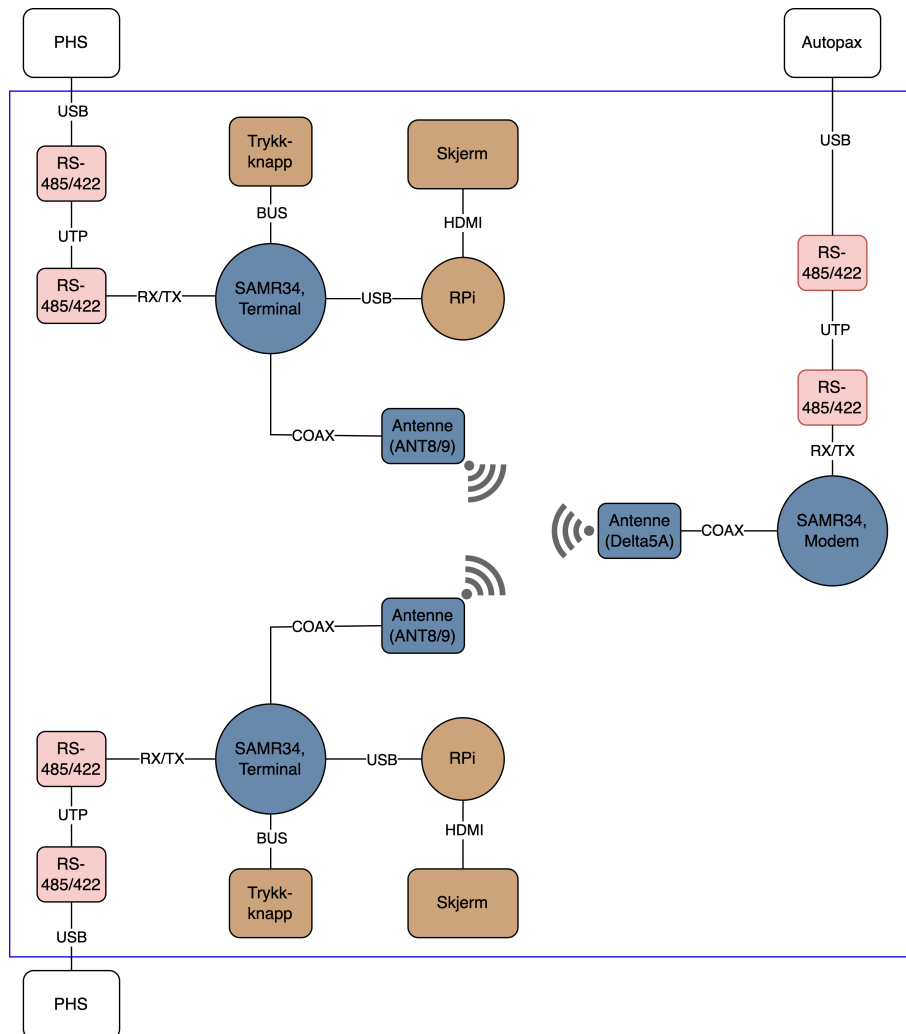 PHS
Autopax
USB
USB
RS-
485/422
Trykk-
knapp
Skjerm
UTP
BUS
HDMI
RS-
485/422
RX/TX
SAMR34,
Terminal
USB
RPi
RS-
485/422
UTP
RS-
485/422
COAX
Antenne
(ANT8/9)
RX/TX
Antenne
(Delta5A)
COAX
SAMR34,
Modem
COAX
Antenne
(ANT8/9)
RS-
485/422
RX/TX
SAMR34,
Terminal
USB
RPi
UTP
BUS
HDMI
RS-
485/422
Trykk-
knapp
Skjerm
USB
PHS